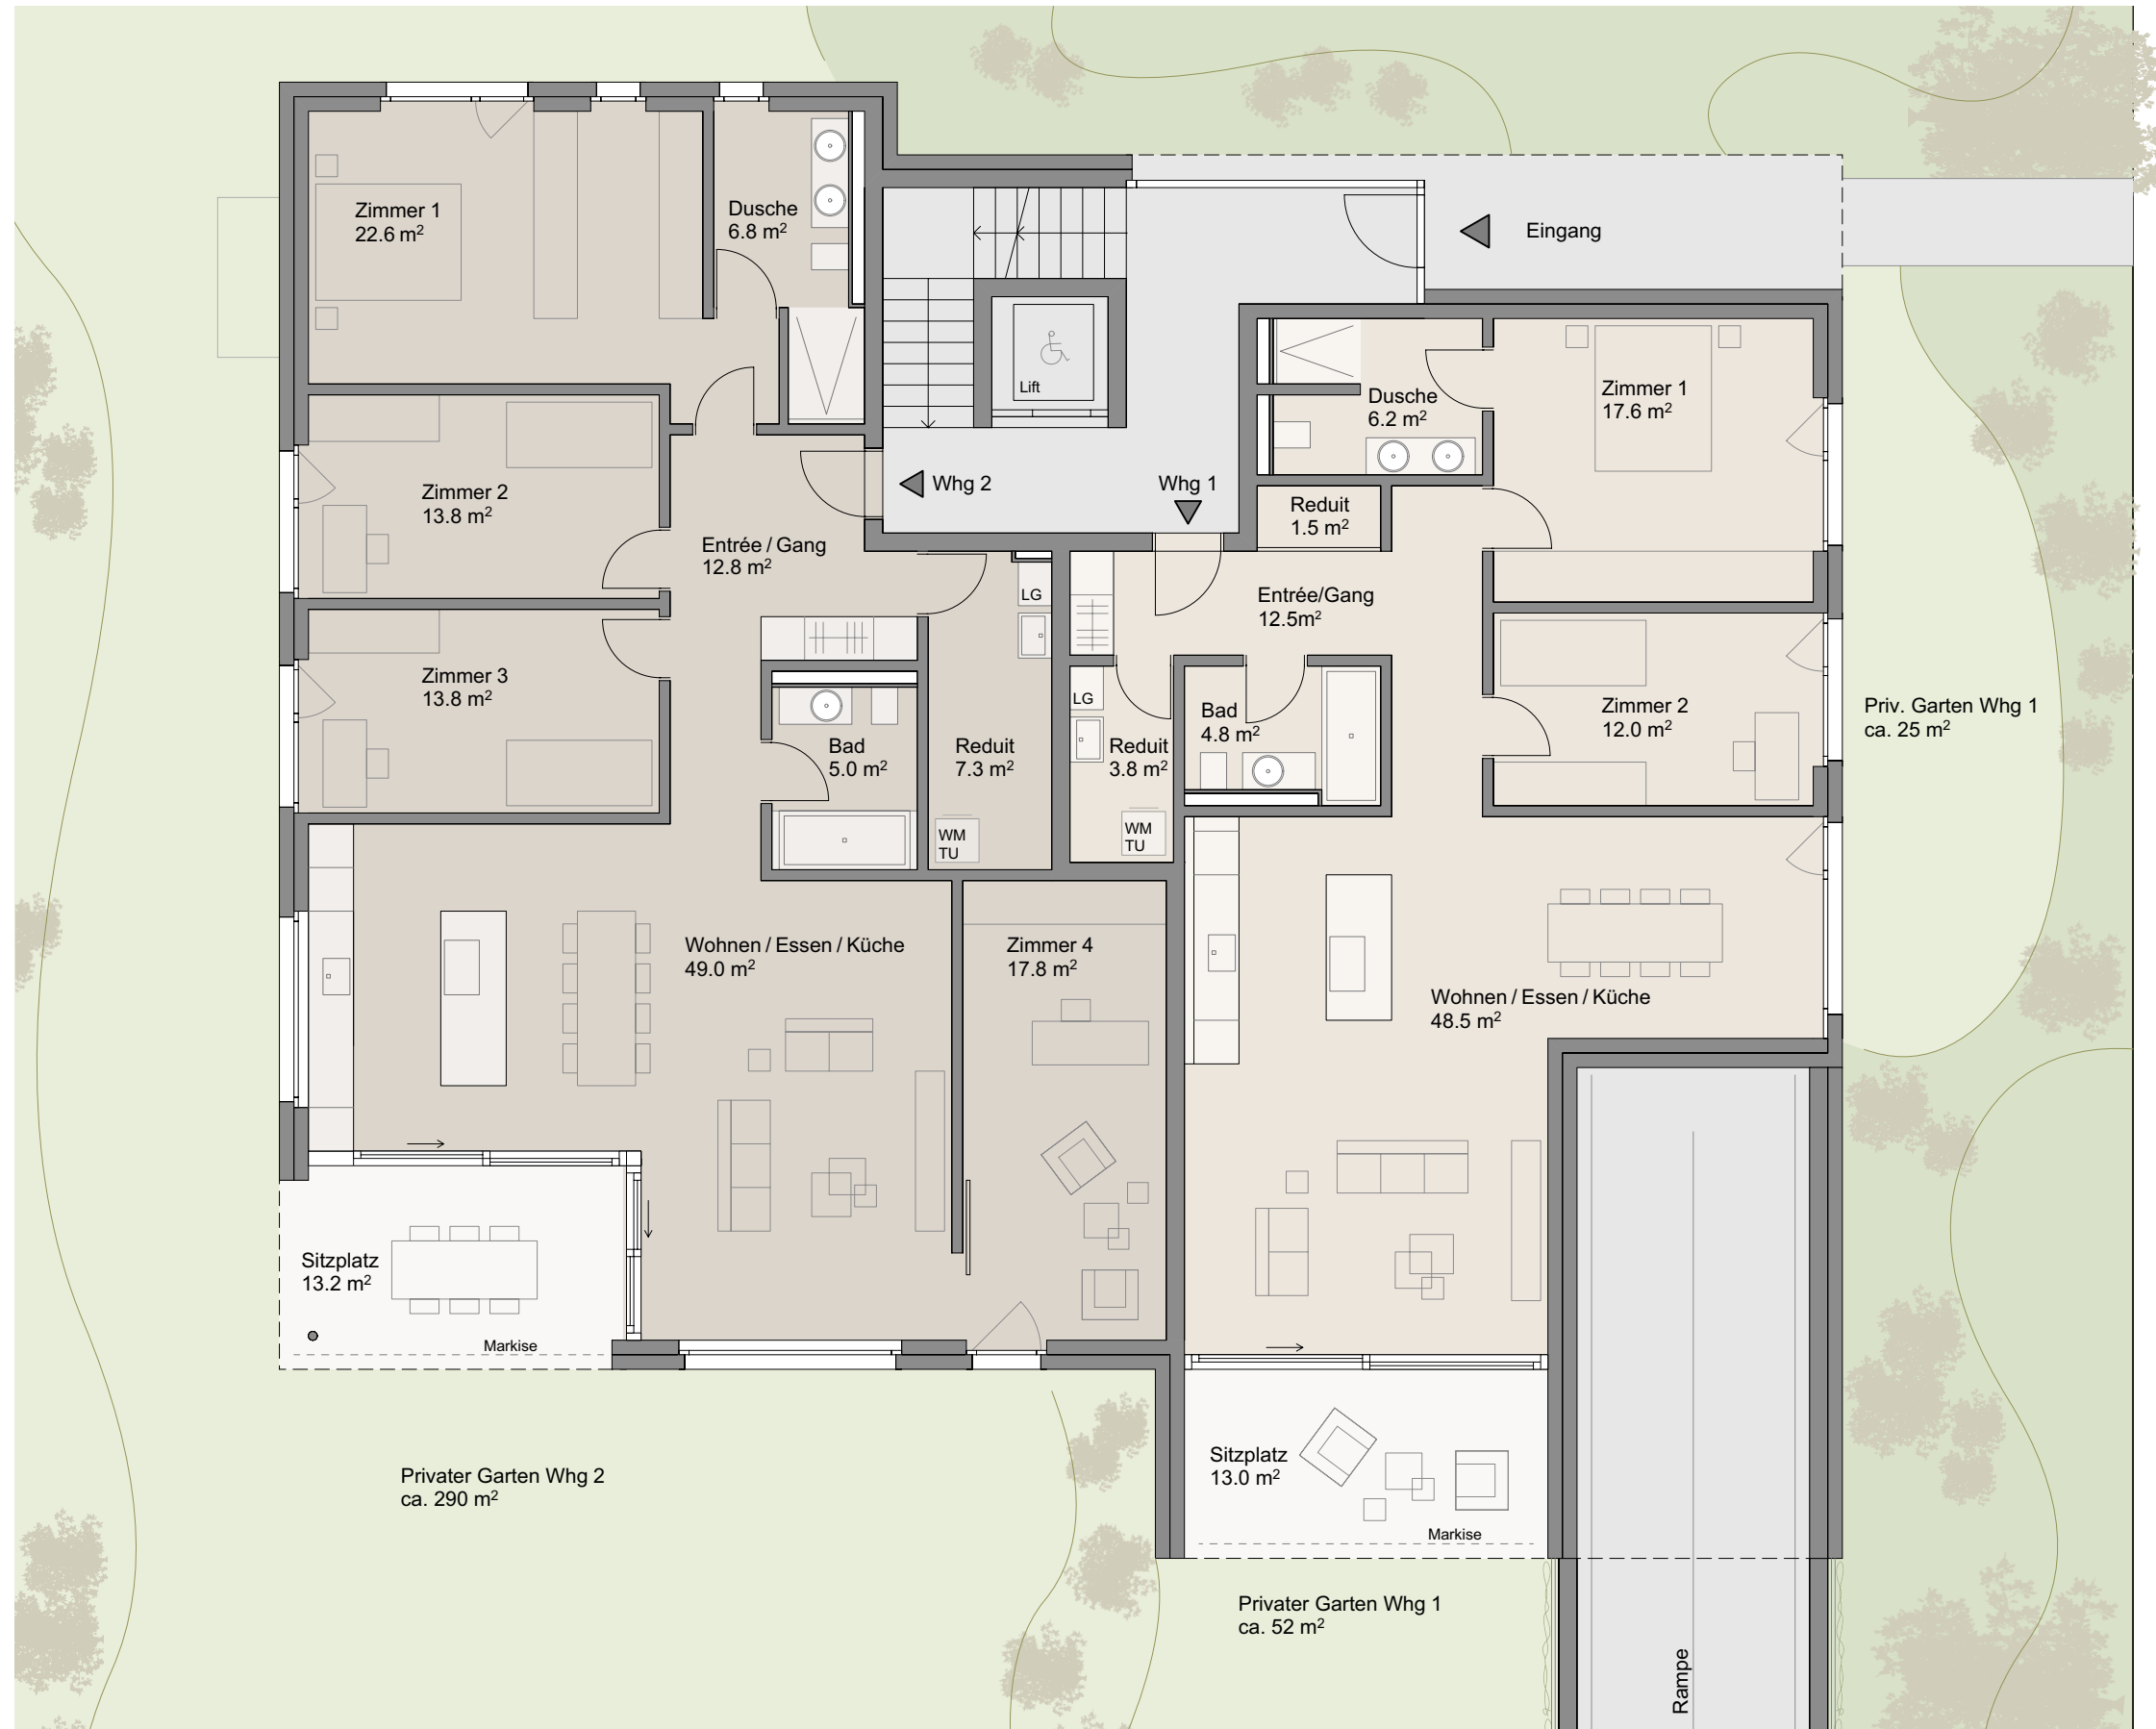 Zimmer 1
22.6 m²
Dusche
6.8 m²
Eingang
Lift
Dusche
6.2 m²
Zimmer 1
17.6 m²
Zimmer 2
13.8 m²
Whg 2
Whg 1
Reduit
1.5 m²
Entrée / Gang
12.8 m²
LG
Entrée/Gang
12.5m²
Zimmer 3
13.8 m²
LG
Bad
4.8 m²
Zimmer 2
12.0 m²
Priv. Garten Whg 1
ca. 25 m²
Bad
5.0 m²
Reduit
7.3 m²
Reduit
3.8 m²
WM
TU
WM
TU
Wohnen / Essen / Küche
49.0 m²
Zimmer 4
17.8 m²
Wohnen / Essen / Küche
48.5 m²
Sitzplatz
13.2 m²
Markise
Sitzplatz
13.0 m²
Markise
Privater Garten Whg 2
ca. 290 m²
Privater Garten Whg 1
ca. 52 m²
Rampe